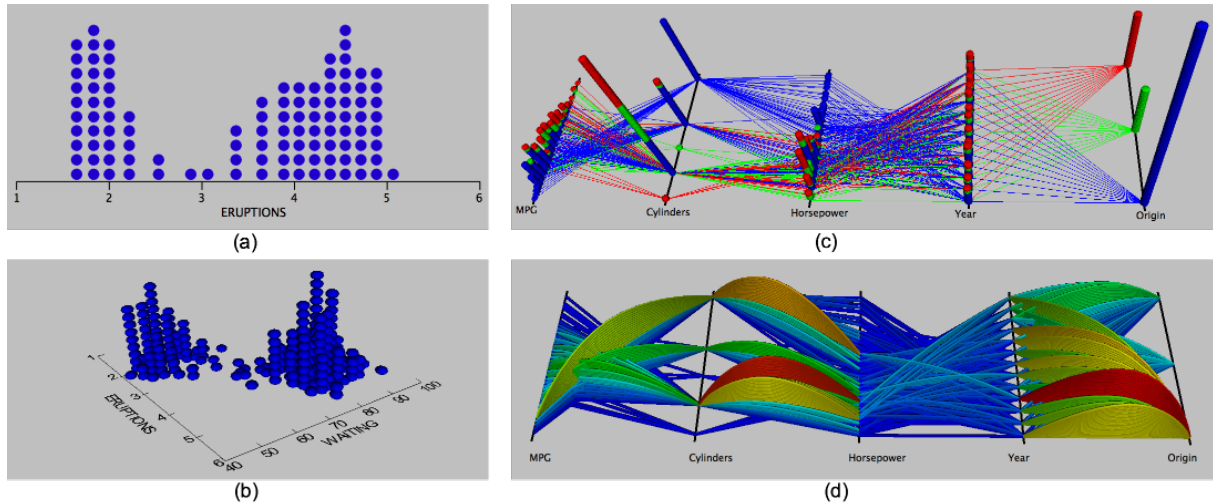 1 2 3 4 5 6
ERUPTIONS
(a)
MPG Cylinders Horsepower Year Origin
(c)
1 2 3 4 5 6
ERUPTIONS
40 50 60 70 80 90 100
WAITING
(b)
MPG Cylinders Horsepower Year Origin
(d)